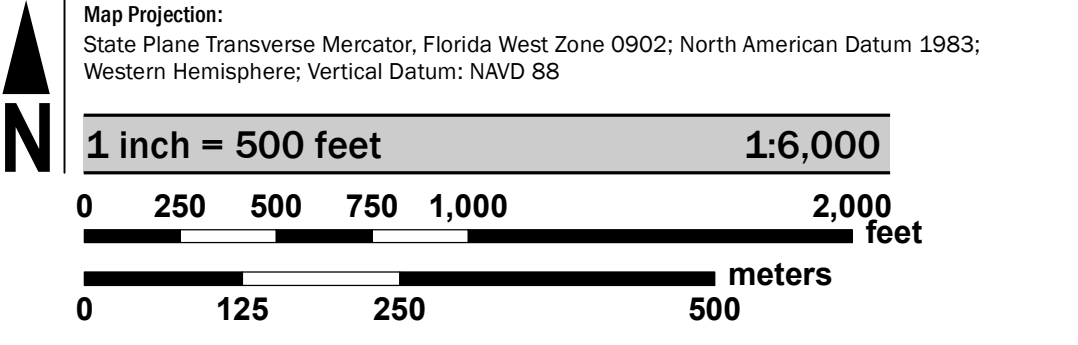 Map Projection:
State Plane Transverse Mercator, Florida West Zone 0902; North American Datum 1983;
Western Hemisphere; Vertical Datum: NAVD 88
N
1 inch = 500 feet 1:6,000
0 250 500 750 1,000 2,000
feet
meters
0 125 250 500